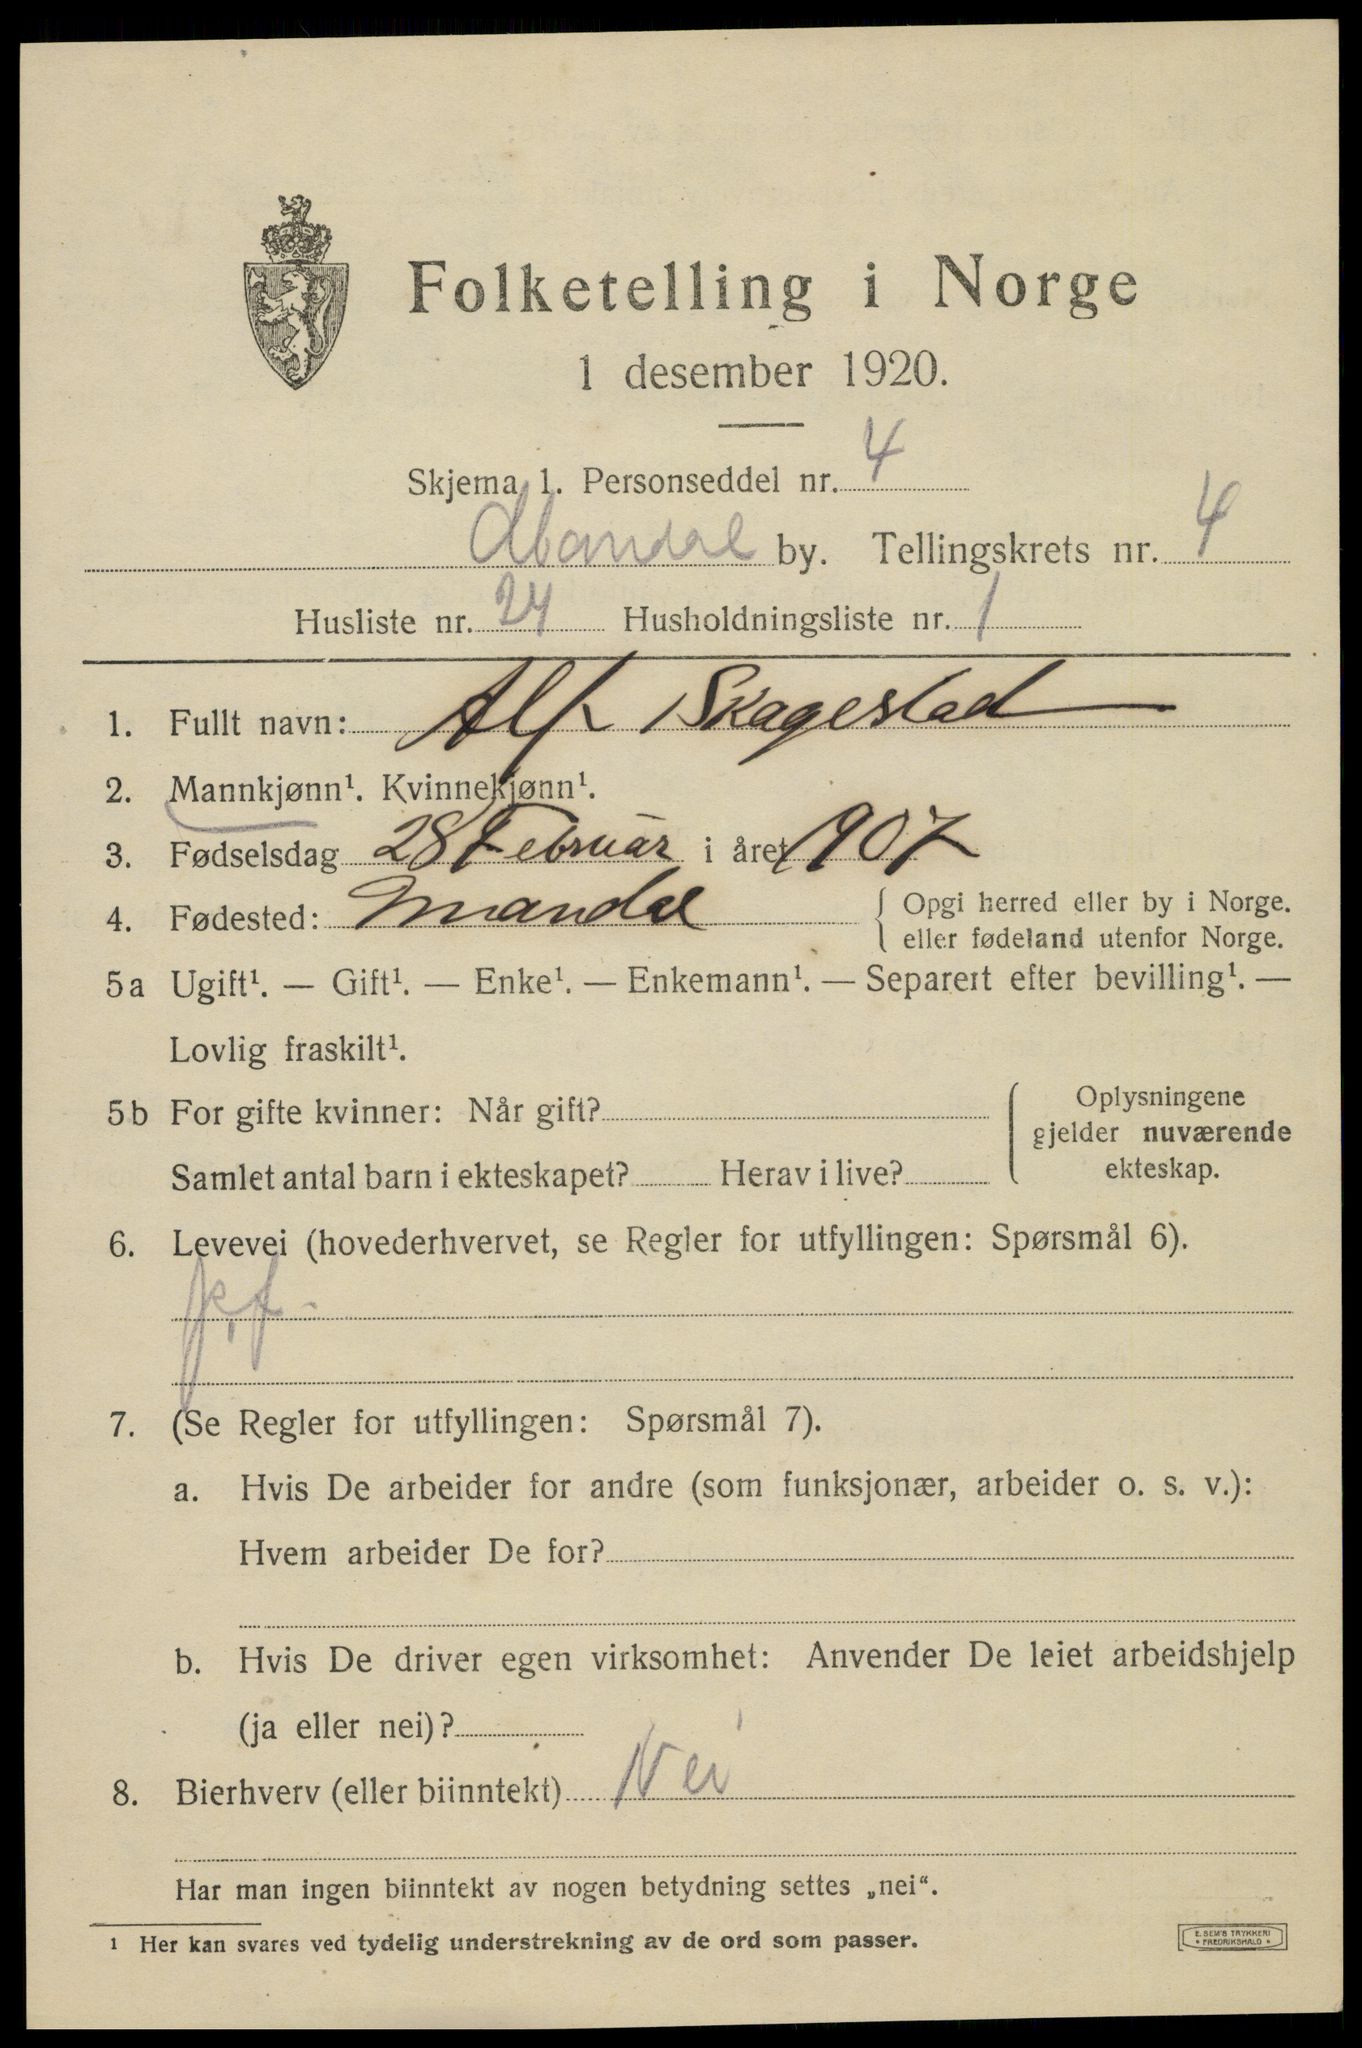 Folketelling i Norge
1 desember 1920.
Skjema 1. Personseddel nr. 4
Mandal by. Tellingskrets nr. 4
Husliste nr. 24 Husholdningsliste nr. 1
1. Fullt navn: Alf Skagestad
2. Mannkjønn¹. Kvinnekjønn¹.
3. Fødselsdag 28 Februar i året 1907
4. Fødested: Mandal { Opgi herred eller by i Norge.
eller fødeland utenfor Norge.
5a Ugift¹. — Gift¹. — Enke¹. — Enkemann¹. — Separert efter bevilling¹. —
Lovlig fraskilt¹.
5b For gifte kvinner: Når gift? Oplysningene
gjelder nuværende
Samlet antal barn i ekteskapet? Herav i live? ekteskap.
6. Levevei (hovederhvervet, se Regler for utfyllingen: Spørsmål 6).
7. (Se Regler for utfyllingen: Spørsmål 7).
a. Hvis De arbeider for andre (som funksjonær, arbeider o. s. v.):
Hvem arbeider De for?
b. Hvis De driver egen virksomhet: Anvender De leiet arbeidshjelp
(ja eller nei)?
8. Bierhverv (eller biinntekt) Nei
Har man ingen biinntekt av nogen betydning settes „nei“.
¹ Her kan svares ved tydelig understrekning av de ord som passer.
E. SEM'S TRYKKERI
• FREDRIKSHALD •